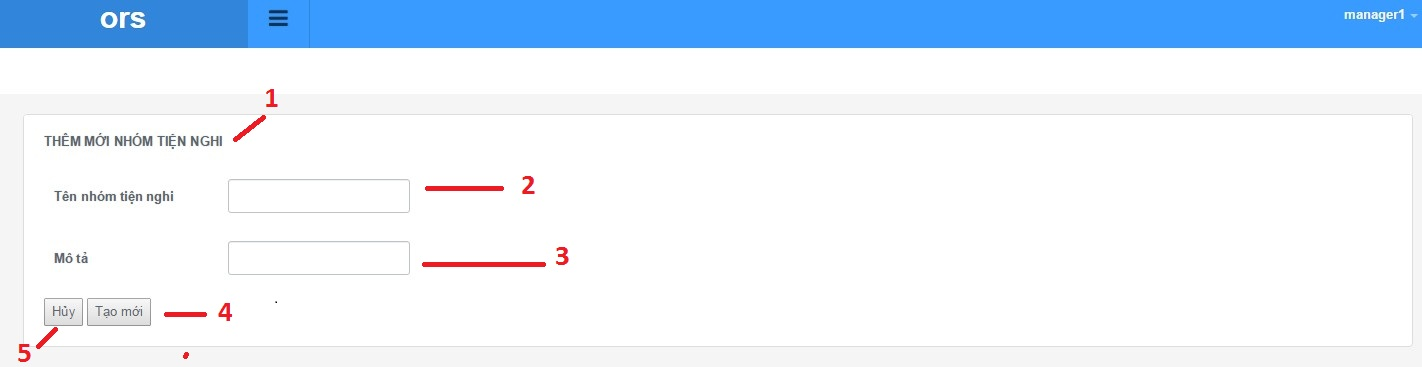 ors
manager1
1
THÊM MỚI NHÓM TIỆN NGHI
Tên nhóm tiện nghi
2
Mô tả
3
Hủy Tạo mới
4
5